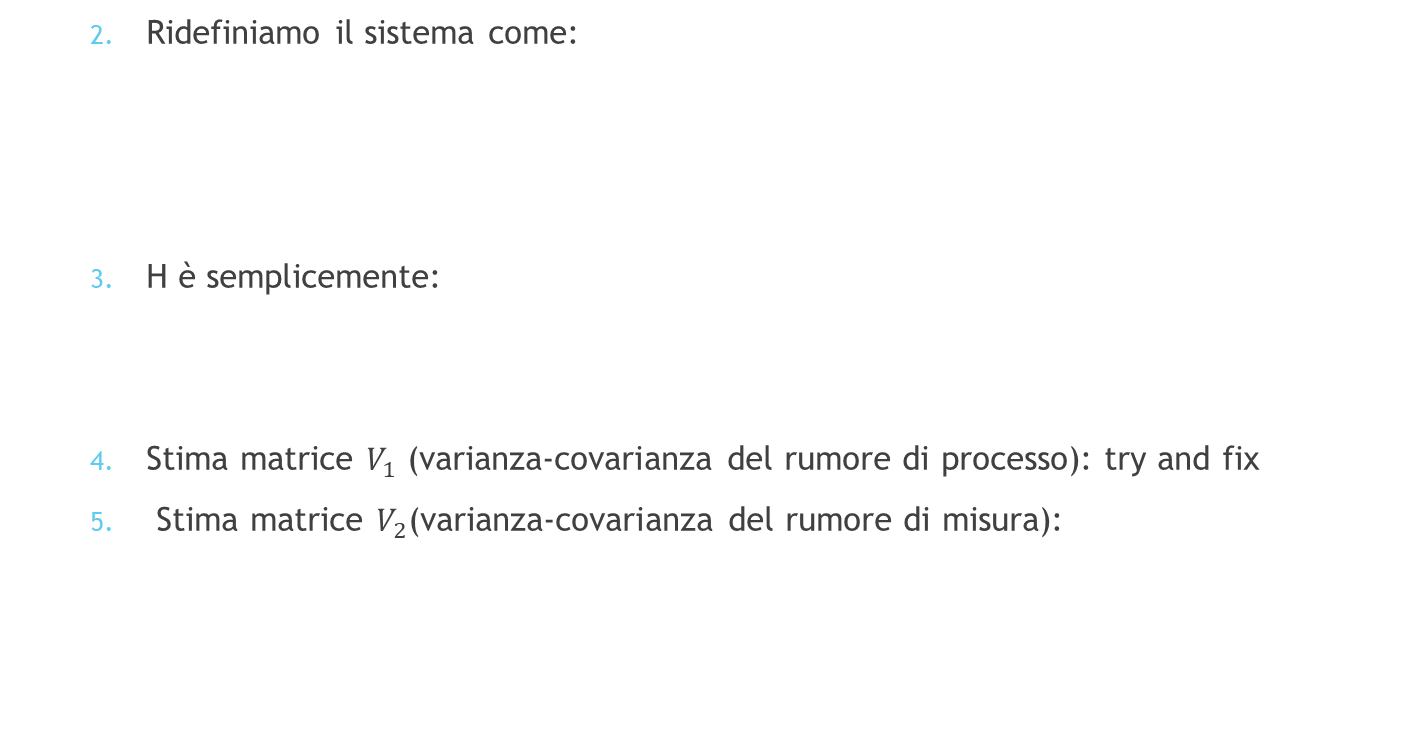 2. Ridefiniamo il sistema come:
3. H è semplicemente:
4. Stima matrice V₁ (varianza-covarianza del rumore di processo): try and fix
5. Stima matrice V₂(varianza-covarianza del rumore di misura):